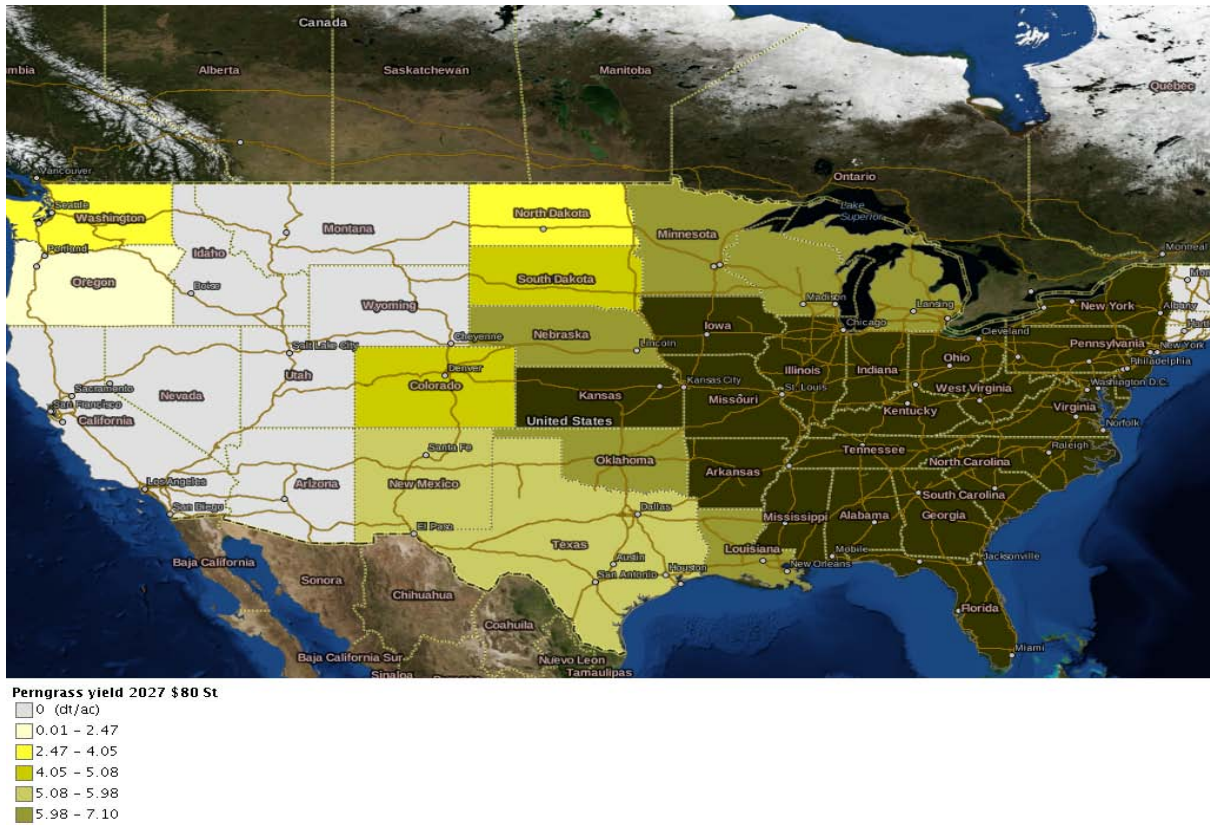 Canada
Alberta
Saskatchewan
Manitoba
Québec
mbia
Ontario
Vancouver
Seattle
Washington
North Dakota
Lake
Superior
Montana
Minnesota
Montreal
Portland
Idaho
Oregon
South Dakota
Boise
Wyoming
Madison
Lansing
New York
Albany
Iowa
Nebraska
Chicago
Cleveland
Cheyenne
Lincoln
Pennsylvania
New York
Salt Lake City
Ohio
Philadelphia
Utah
Denver
Illinois
Indiana
Colorado
Kansas City
West Virginia
Washington D.C.
Sacramento
Nevada
Kansas
Missouri
St. Louis
San Francisco
Kentucky
Virginia
California
United States
Norfolk
Santa Fe
Tennessee
Raleigh
Oklahoma
North Carolina
Los Angeles
Arizona
New Mexico
Arkansas
South Carolina
San Diego
Dallas
Mississippi
Alabama
Georgia
El Paso
Texas
Louisiana
Mobile
Jacksonville
Baja California
Austin
Houston
New Orleans
Sonora
San Antonio
Chihuahua
Florida
Coahuila
Baja California Sur
Nuevo Leon
Miami
Sinaloa
Tamaulipas
Perngrass yield 2027 $80 St
0 (dt/ac)
0.01 - 2.47
2.47 - 4.05
4.05 - 5.08
5.08 - 5.98
5.98 - 7.10